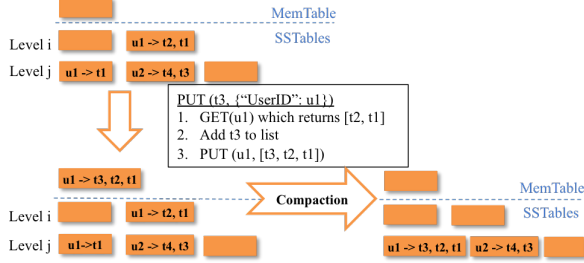 MemTable
SSTables
Level i
u1 -> t2, t1
Level j
u1 -> t1
u2 -> t4, t3
PUT (t3, {“UserID”: u1})
1. GET(u1) which returns [t2, t1]
2. Add t3 to list
3. PUT (u1, [t3, t2, t1])
u1 -> t3, t2, t1
Level i
u1 -> t2, t1
Level j
u1->t1
u2 -> t4, t3
Compaction
MemTable
SSTables
u1 -> t3, t2, t1
u2 -> t4, t3